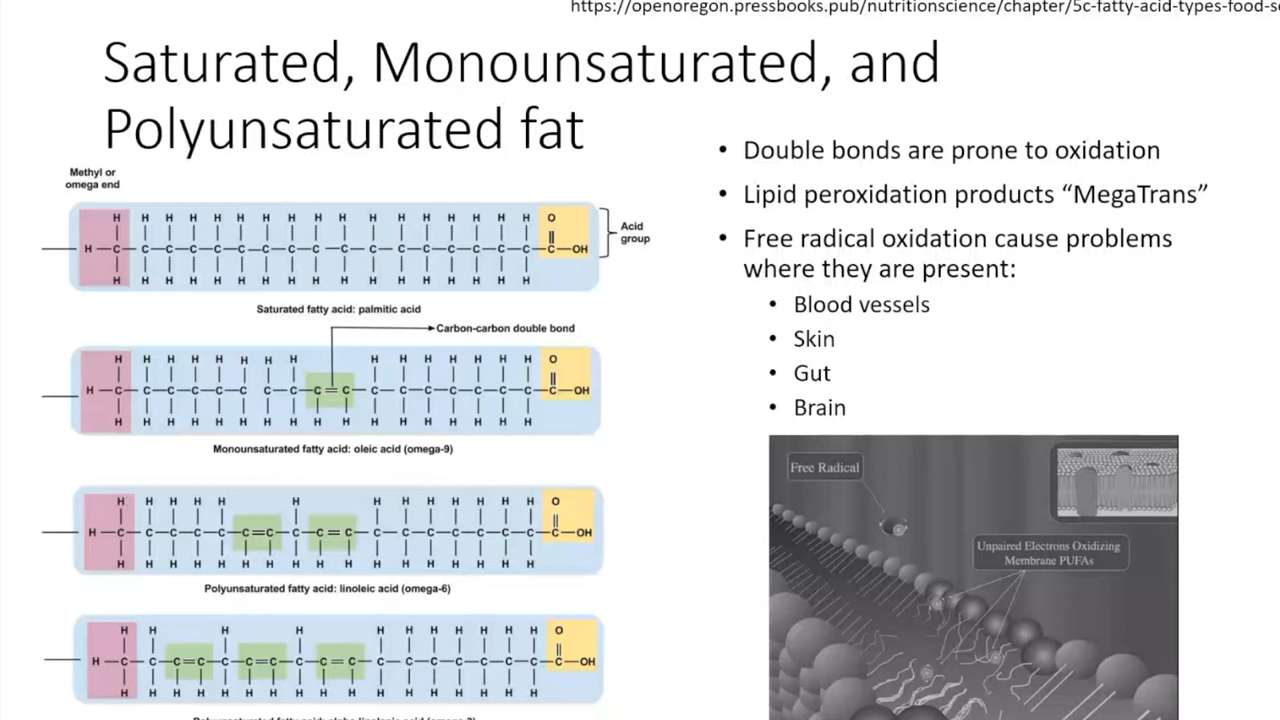 https://openoregon.pressbooks.pub/nutritionscience/chapter/5c-fatty-acid-types-food-s
Saturated, Monounsaturated, and
Polyunsaturated fat
Methyl or
omega end
H H H H H H H H H H H H H H H H O
H C C C C C C C C C C C C C C C C OH
H H H H H H H H H H H H H H H
Acid
group
Saturated fatty acid: palmitic acid
Carbon-carbon double bond
Monounsaturated fatty acid: oleic acid (omega-9)
Polyunsaturated fatty acid: linoleic acid (omega-6)
• Double bonds are prone to oxidation
• Lipid peroxidation products “MegaTrans”
• Free radical oxidation cause problems
where they are present:
• Blood vessels
• Skin
• Gut
• Brain
Free Radical
Unpaired Electrons Oxidizing
Membrane PUFAs